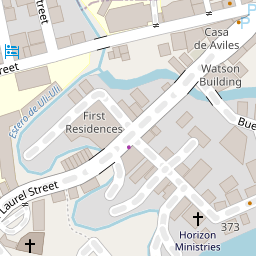 Street
Street
Casa
de Aviles
Watson
Building
P
P
Street
Estero de Uli-Uli
First
Residences
Bue
Laurel Street
Horizon
Ministries
373